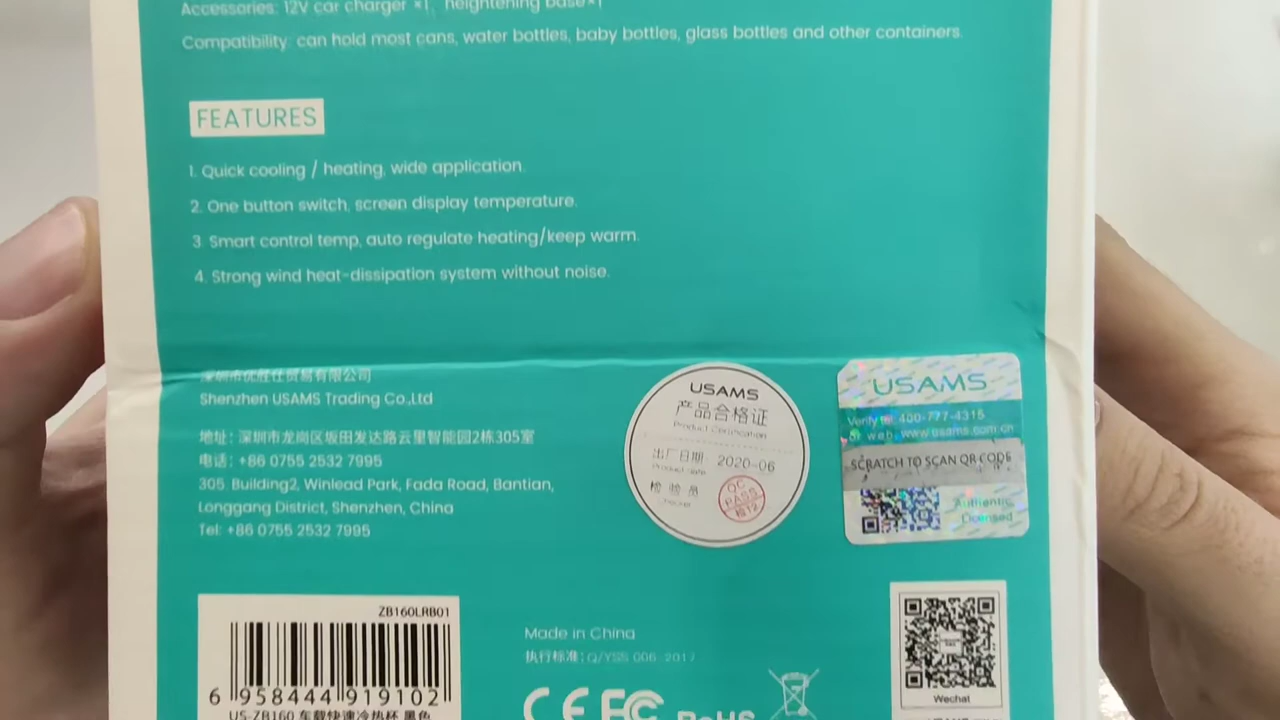 Accessories: 12V car charger ×1, heightening base×1
Compatibility: can hold most cans, water bottles, baby bottles, glass bottles and other containers.
FEATURES
1. Quick cooling / heating, wide application.
2. One button switch, screen display temperature.
3. Smart control temp, auto regulate heating/keep warm.
4. Strong wind heat-dissipation system without noise.
深圳市优胜仕贸易有限公司
Shenzhen USAMS Trading Co.,Ltd
地址：深圳市龙岗区坂田发达路云里智能园2栋305室
电话：+86 0755 2532 7995
305 Building2, Winlead Park, Fada Road, Bantian,
Longgang District, Shenzhen, China
Tel: +86 0755 2532 7995
USAMS
产品合格证
Product Certification
出厂日期: 2020-06
Product Date
检 验 员
QC
PASS
检12
USAMS
Verify tel: 400-777-4315
or web: www.usams.com.cn
SCRATCH TO SCAN QR CODE
Authentic
Licensed
ZB160LRB01
6 958444 919102
US-ZB160 车载快速冷热杯 黑色
Made in China
执行标准：Q/YSS 006-2017
CE FC RoHS
Wechat